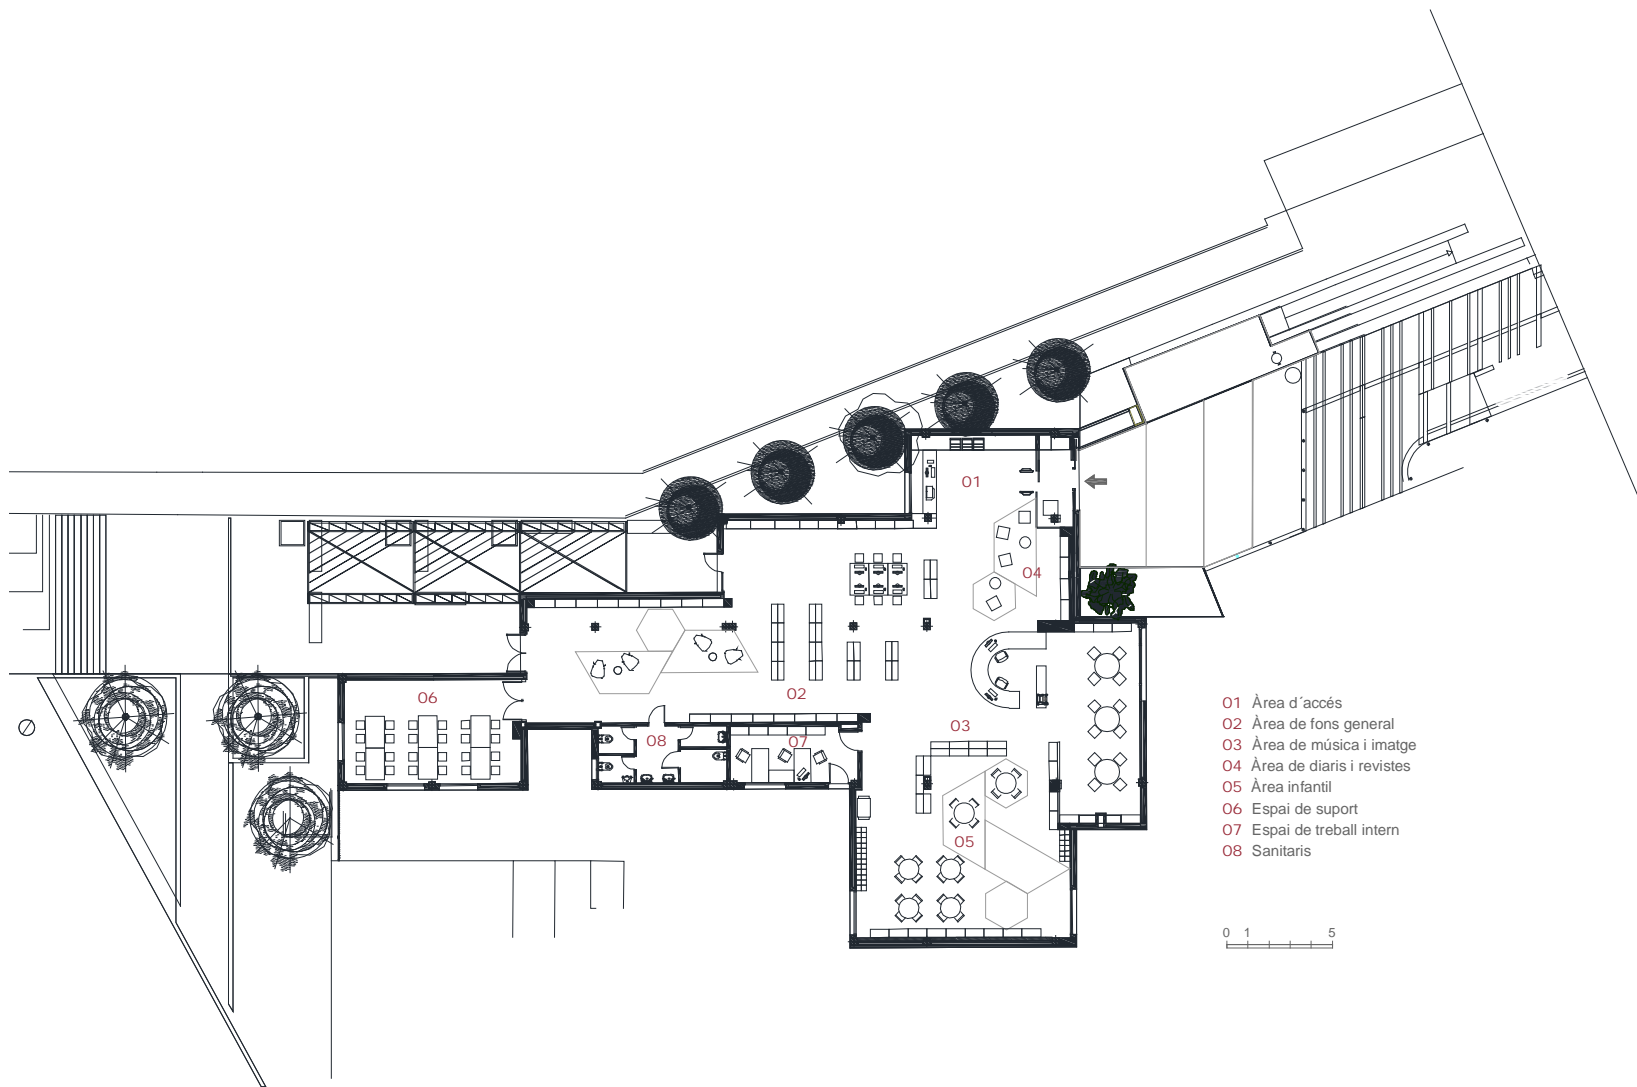 01
04
06
02
03
08
07
05
01 Àrea d´accés
02 Àrea de fons general
03 Àrea de música i imatge
04 Àrea de diaris i revistes
05 Àrea infantil
06 Espai de suport
07 Espai de treball intern
08 Sanitaris
0 1 5